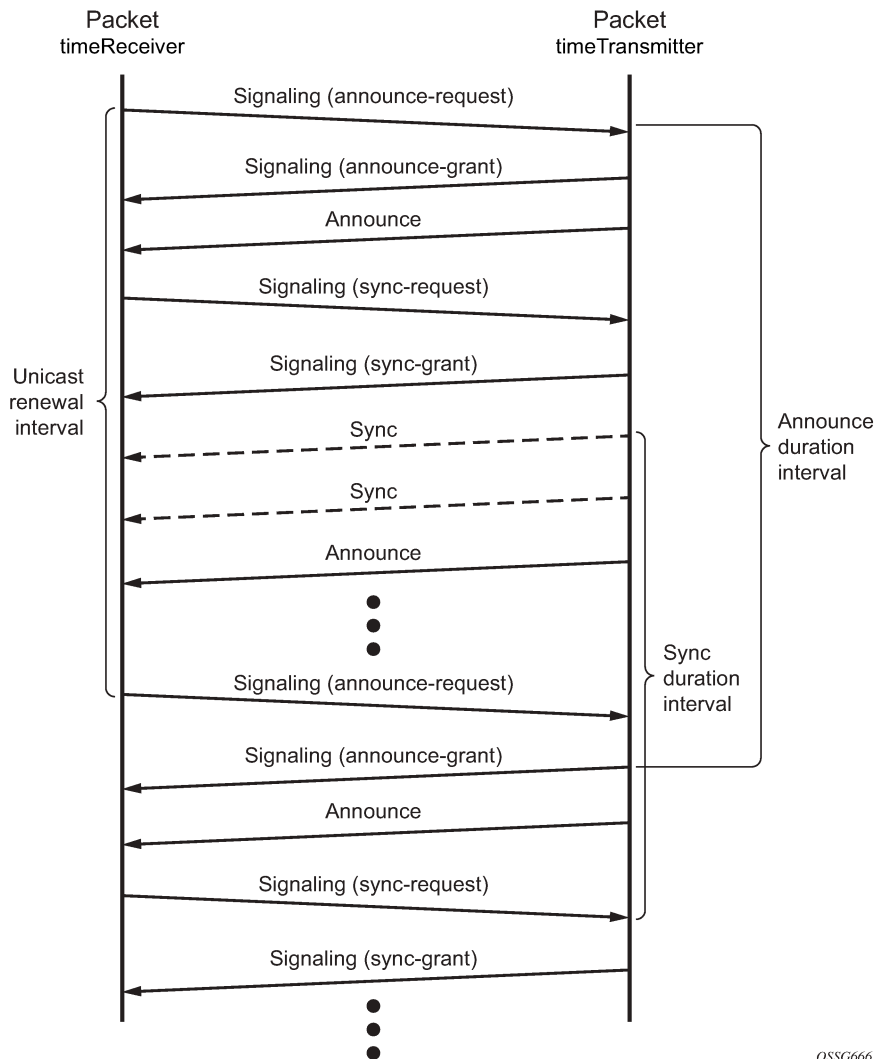 Packet
timeReceiver
Packet
timeTransmitter
Signaling (announce-request)
Signaling (announce-grant)
Announce
Signaling (sync-request)
Signaling (sync-grant)
Unicast
renewal
interval
Sync
Announce
duration
interval
Sync
Announce
Sync
duration
interval
Signaling (announce-request)
Signaling (announce-grant)
Announce
Signaling (sync-request)
Signaling (sync-grant)
OSSG666